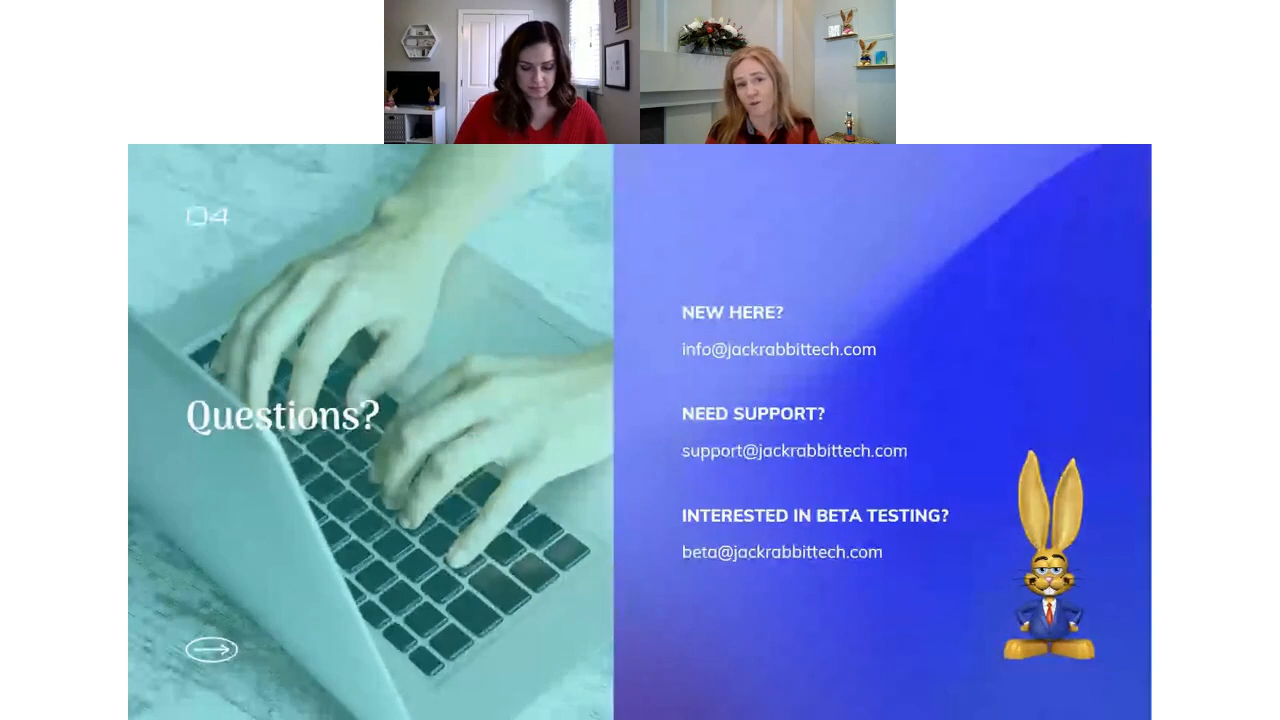 04
Questions?
NEW HERE?
info@jackrabbittech.com
NEED SUPPORT?
support@jackrabbittech.com
INTERESTED IN BETA TESTING?
beta@jackrabbittech.com